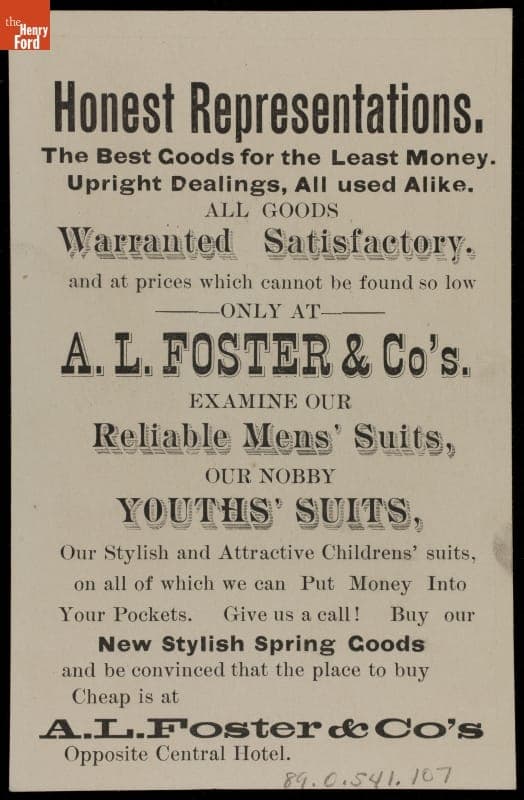 the
Henry
Ford
Honest Representations.
The Best Goods for the Least Money.
Upright Dealings, All used Alike.
ALL GOODS
Warranted Satisfactory.
and at prices which cannot be found so low
ONLY AT
A. L. FOSTER & Co's.
EXAMINE OUR
Reliable Mens' Suits,
OUR NOBBY
YOUTHS' SUITS,
Our Stylish and Attractive Childrens' suits,
on all of which we can Put Money Into
Your Pockets. Give us a call! Buy our
New Stylish Spring Goods
and be convinced that the place to buy
Cheap is at
A.L.Foster & Co's
Opposite Central Hotel.
89.0.541.107